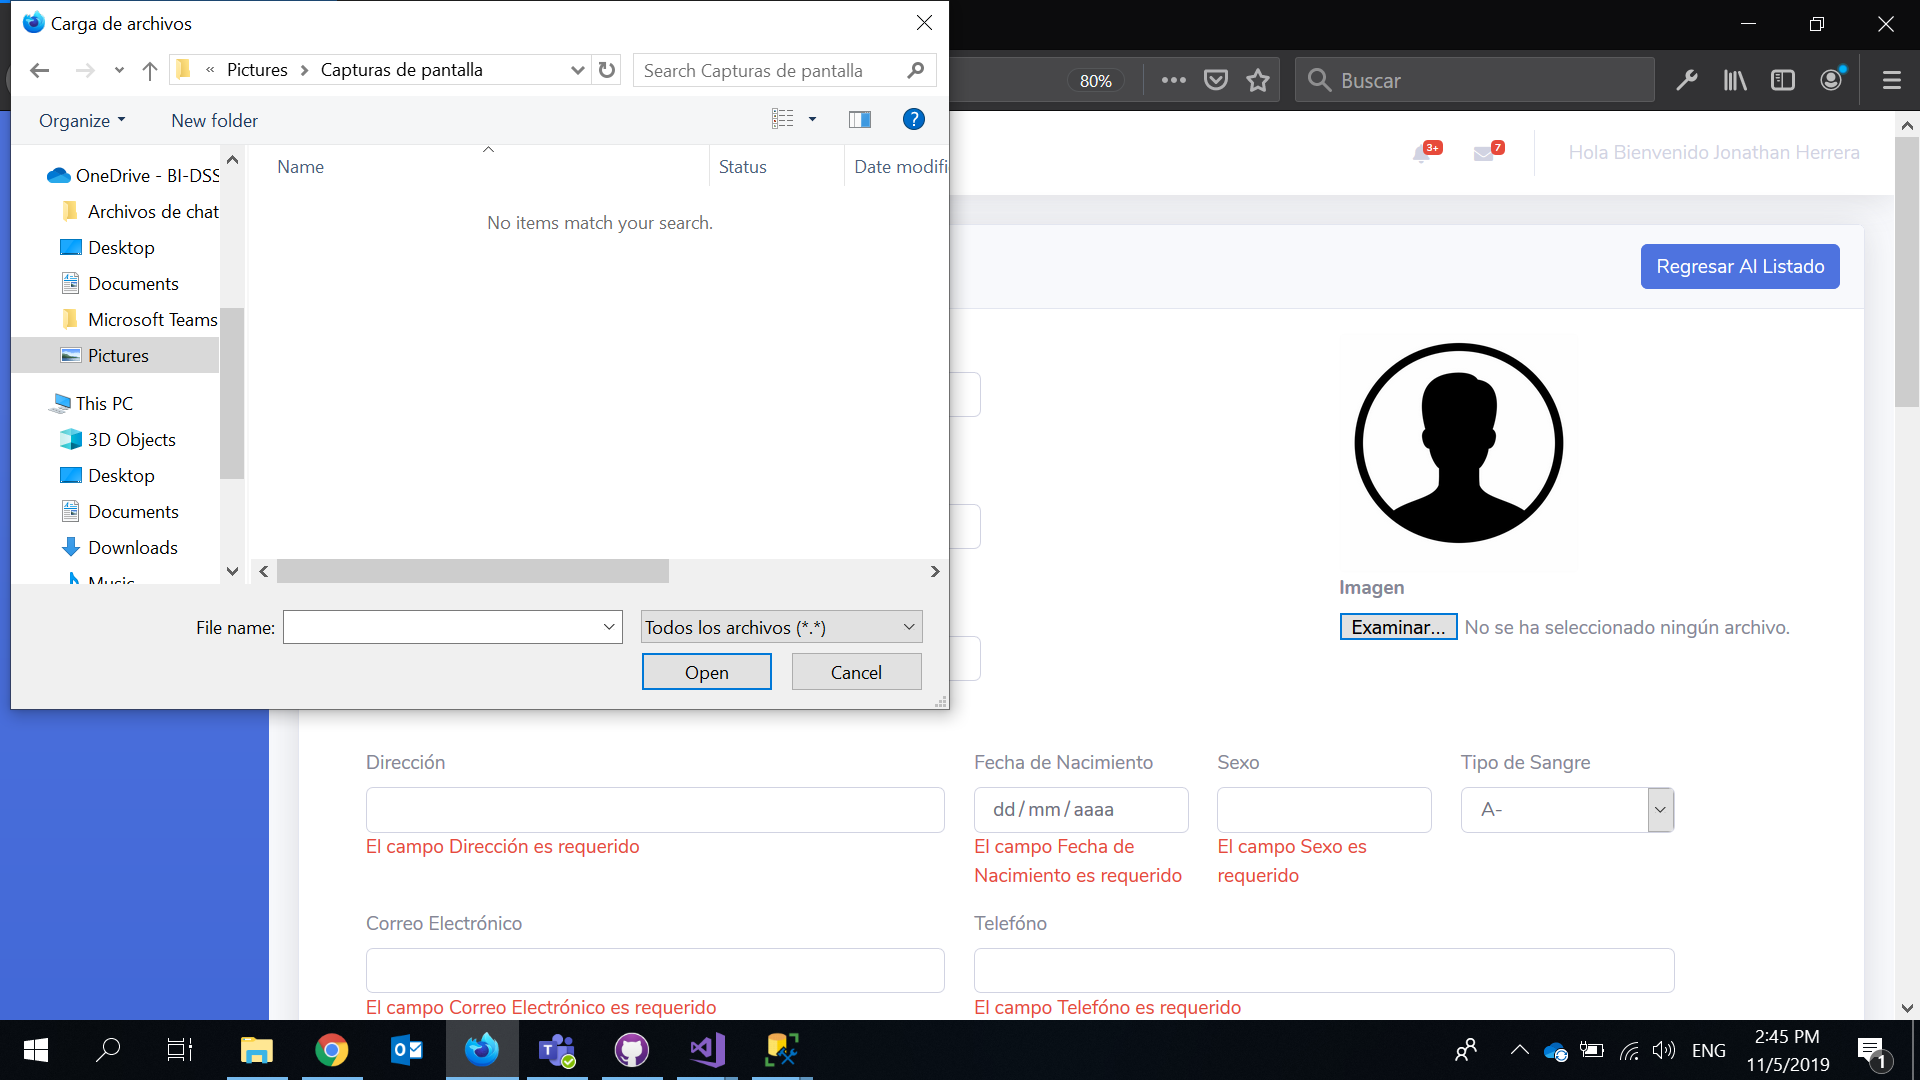 Carga de archivos
« Pictures > Capturas de pantalla
Search Capturas de pantalla
80%
Buscar
Organize
New folder
?
3+
7
Hola Bienvenido Jonathan Herrera
Name
Status
Date modifi
No items match your search.
OneDrive - BI-DSS
Archivos de chat
Desktop
Documents
Microsoft Teams
Pictures
This PC
3D Objects
Desktop
Documents
Downloads
Music
Regresar Al Listado
File name:
Todos los archivos (*.*)
Open
Cancel
Imagen
Examinar...
No se ha seleccionado ningún archivo.
Dirección
Fecha de Nacimiento
Sexo
Tipo de Sangre
dd / mm / aaaa
A-
El campo Dirección es requerido
El campo Fecha de
Nacimiento es requerido
El campo Sexo es
requerido
Correo Electrónico
Telefóno
El campo Correo Electrónico es requerido
El campo Telefóno es requerido
ENG
2:45 PM
11/5/2019
1